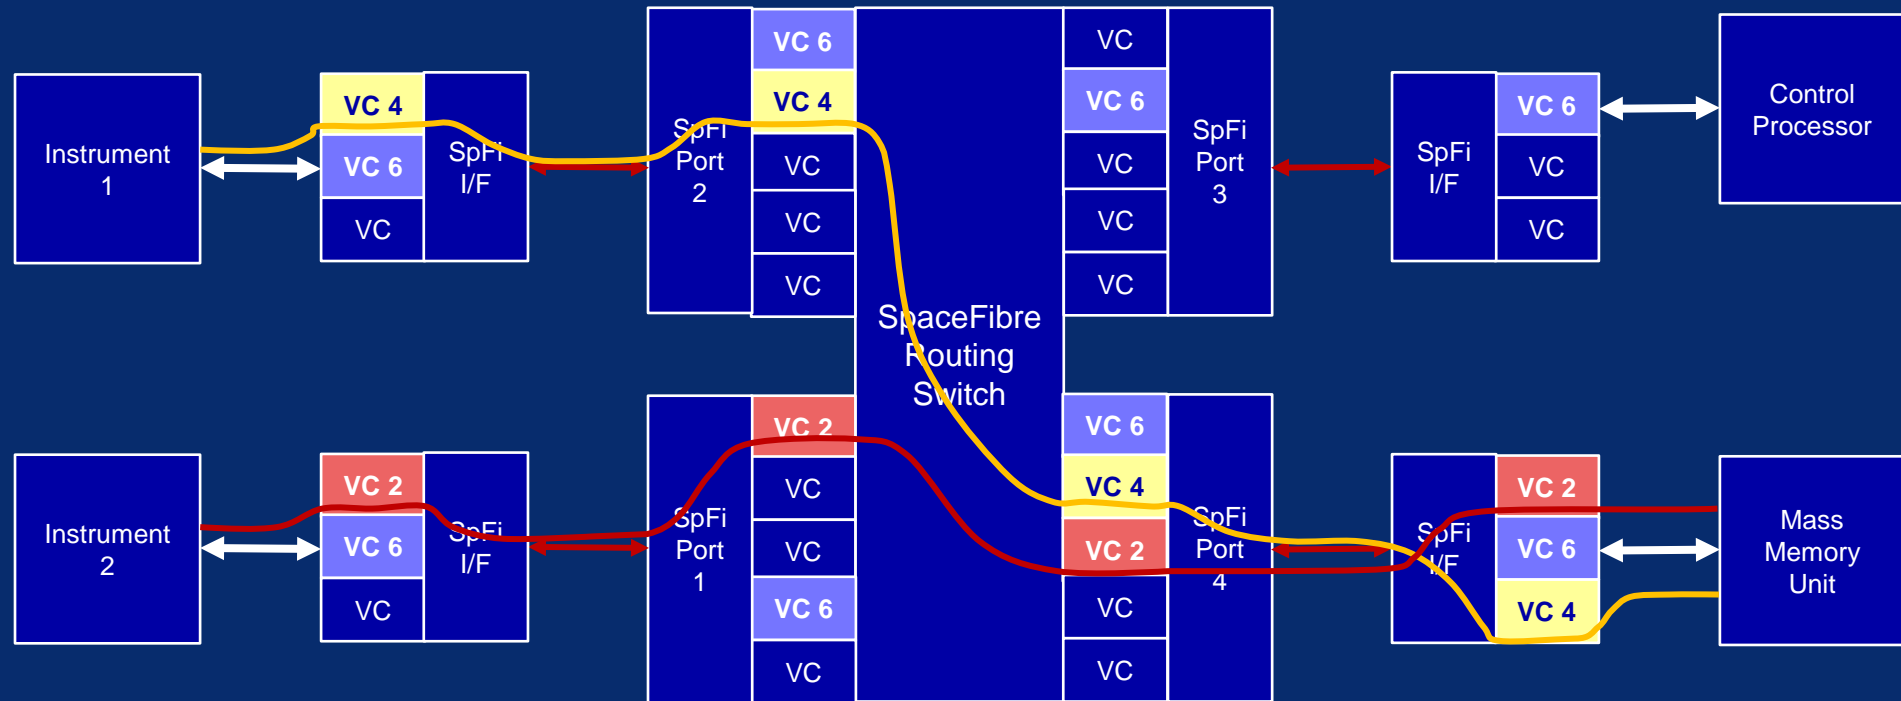 Instrument
1
VC 4
VC 6
VC
SpFi
I/F
SpFi
Port
2
VC 6
VC 4
VC
VC
VC
SpaceFibre
Routing
Switch
VC
VC 6
VC
VC
VC
SpFi
Port
3
SpFi
I/F
VC 6
VC
VC
Control
Processor
Instrument
2
VC 2
VC 6
VC
SpFi
I/F
SpFi
Port
1
VC 2
VC
VC
VC 6
VC
VC 6
VC 4
VC 2
VC
VC
SpFi
Port
4
SpFi
I/F
VC 2
VC 6
VC 4
Mass
Memory
Unit